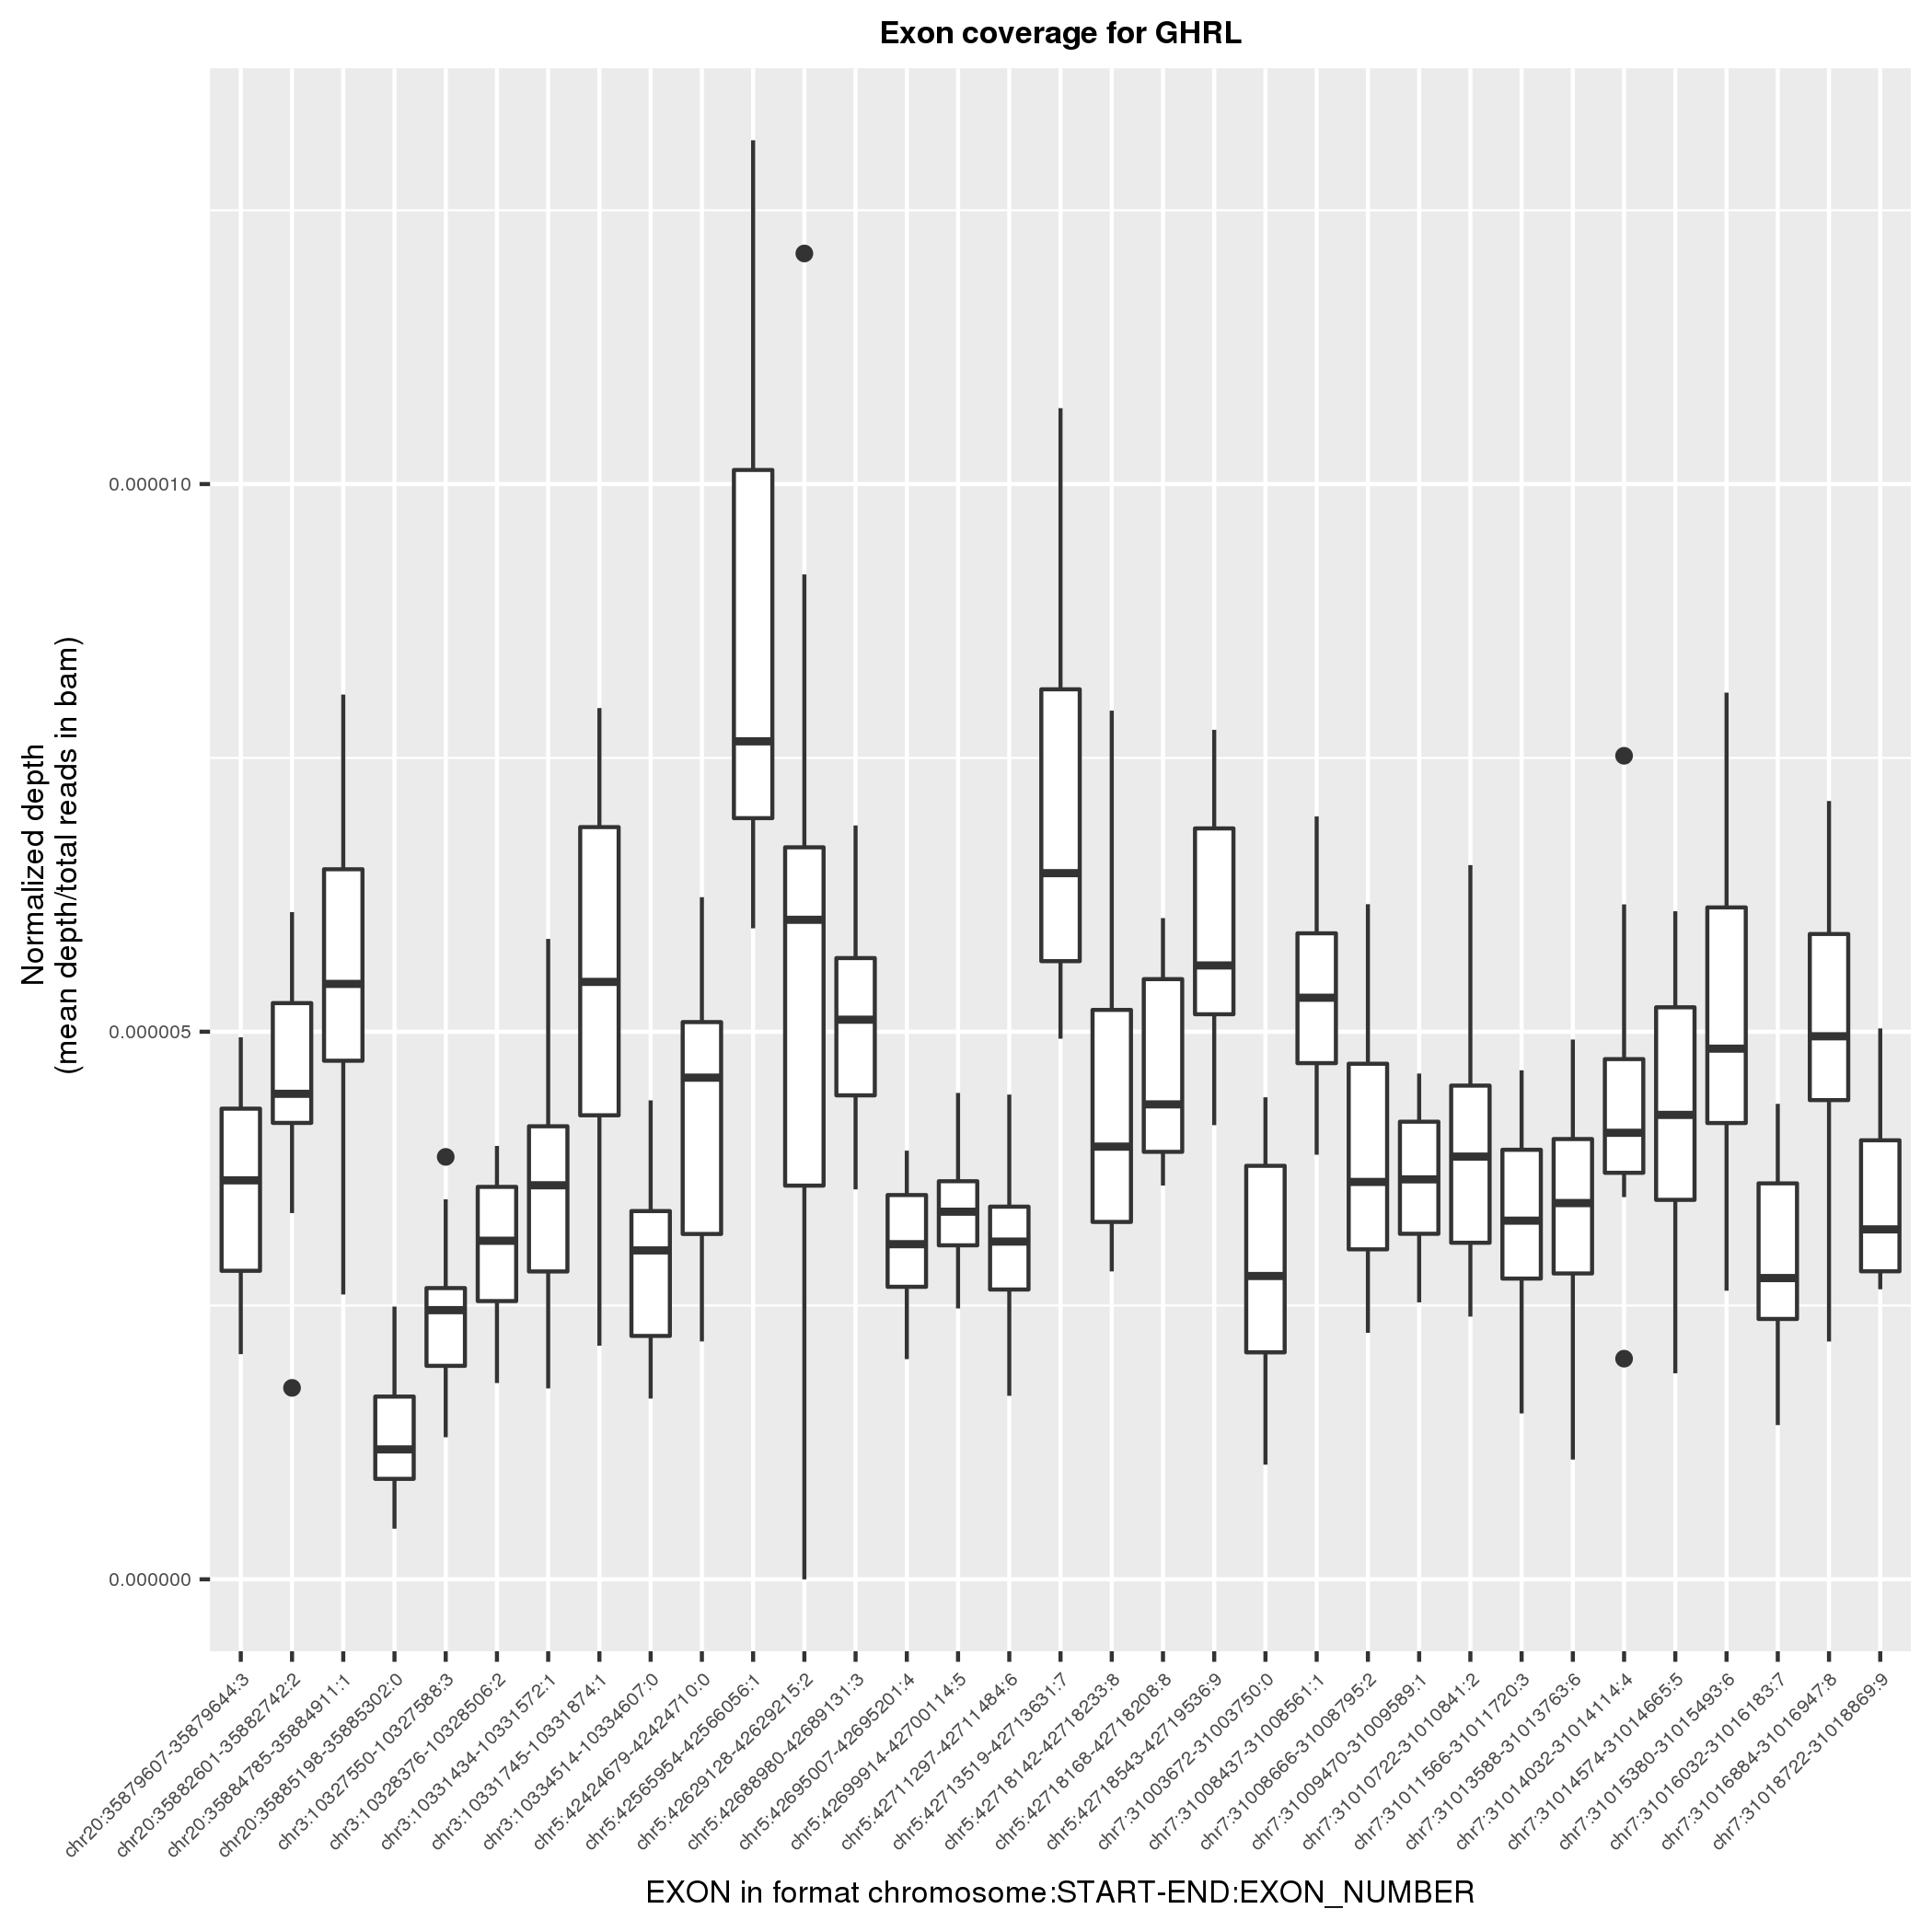 Exon coverage for GHRL
Normalized depth
(mean depth/total reads in bam)
0.000010
0.000005
0.000000
chr20:35879607-35879644:3
chr20:35882601-35882742:2
chr20:35884785-35884911:1
chr20:35885198-35885302:0
chr3:10327550-10327588:3
chr3:10328376-10328506:2
chr3:10331434-10331572:1
chr3:10331745-10331874:1
chr3:10334514-10334607:0
chr5:42424679-42424710:0
chr5:42565954-42566056:1
chr5:42629128-42629215:2
chr5:42688980-42689131:3
chr5:42695007-42695201:4
chr5:42699914-42700114:5
chr5:42711297-42711484:6
chr5:42713519-42713631:7
chr5:42718142-42718233:8
chr5:42718168-42718208:8
chr5:42718543-42719536:9
chr7:31003672-31003750:0
chr7:31008437-31008561:1
chr7:31008666-31008795:2
chr7:31009470-31009589:1
chr7:31010722-31010841:2
chr7:31011566-31011720:3
chr7:31013588-31013763:6
chr7:31014032-31014114:4
chr7:31014574-31014665:5
chr7:31015380-31015493:6
chr7:31016032-31016183:7
chr7:31016884-31016947:8
chr7:31018722-31018869:9
EXON in format chromosome:START-END:EXON_NUMBER